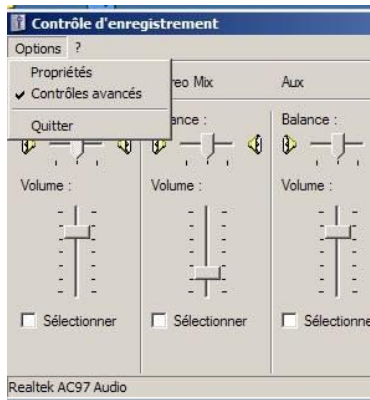 Contrôle d'enregistrement
Options ?
Propriétés
Contrôles avancés
Quitter
reo Mix
Aux
ance :
Balance :
Volume :
Volume :
Volume :
Sélectionner
Sélectionner
Sélectionne
Realtek AC97 Audio